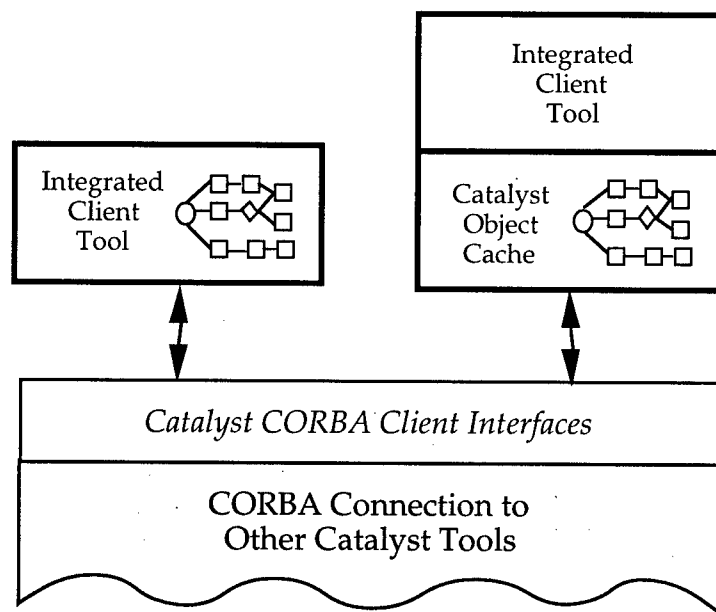 Integrated
Client
Tool
Integrated
Client
Tool
Catalyst
Object
Cache
Catalyst CORBA Client Interfaces
CORBA Connection to
Other Catalyst Tools